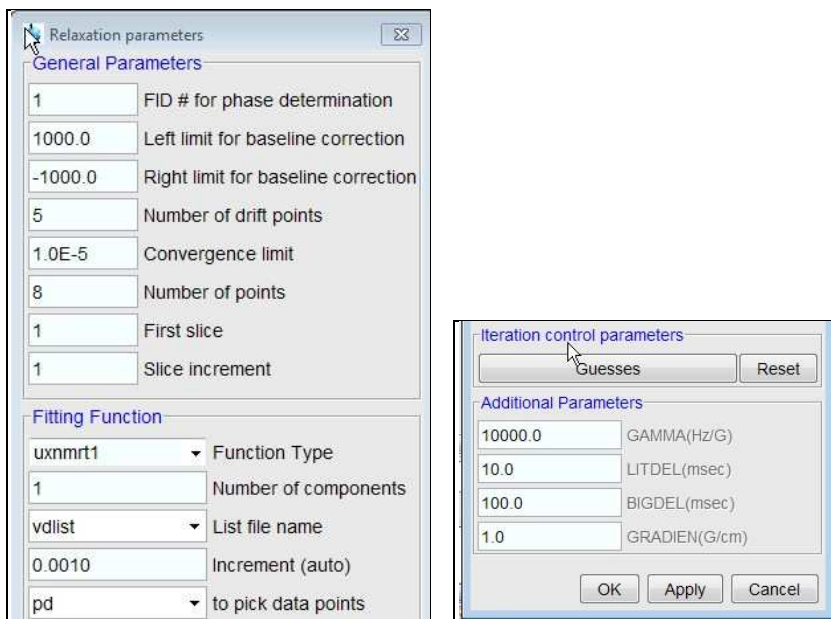 Relaxation parameters
General Parameters
1 FID # for phase determination
1000.0 Left limit for baseline correction
-1000.0 Right limit for baseline correction
5 Number of drift points
1.0E-5 Convergence limit
8 Number of points
1 First slice
1 Slice increment
Fitting Function
uxnmrt1 Function Type
1 Number of components
vdlist List file name
0.0010 Increment (auto)
pd to pick data points
Iteration control parameters
Guesses Reset
Additional Parameters
10000.0 GAMMA(Hz/G)
10.0 LITDEL(msec)
100.0 BIGDEL(msec)
1.0 GRADIEN(G/cm)
OK Apply Cancel